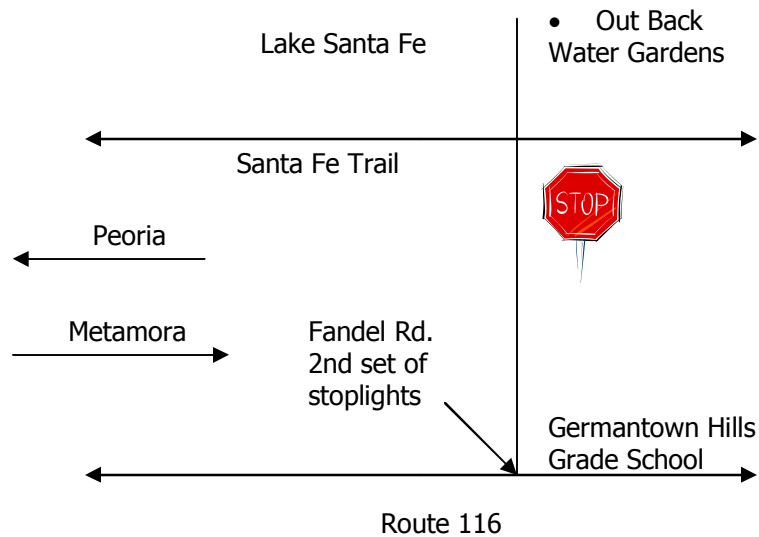 • Out Back
Water Gardens
Lake Santa Fe
Santa Fe Trail
STOP
Peoria
Metamora
Fandel Rd.
2nd set of
stoplights
Germantown Hills
Grade School
Route 116